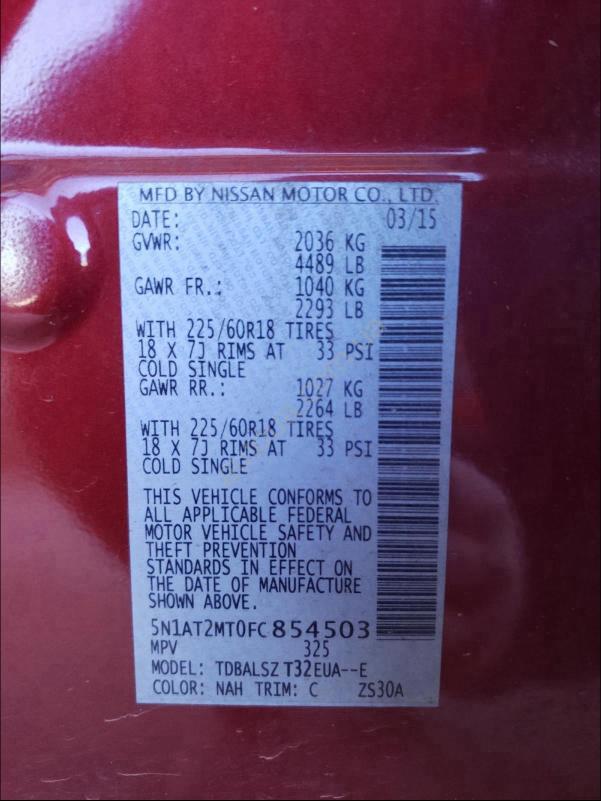 MFD BY NISSAN MOTOR CO., LTD.
DATE: 03/15
GVWR: 2036 KG
4489 LB
GAWR FR.: 1040 KG
2293 LB
WITH 225/60R18 TIRES
18 X 7J RIMS AT 33 PSI
COLD SINGLE
GAWR RR.: 1027 KG
2264 LB
WITH 225/60R18 TIRES
18 X 7J RIMS AT 33 PSI
COLD SINGLE
THIS VEHICLE CONFORMS TO
ALL APPLICABLE FEDERAL
MOTOR VEHICLE SAFETY AND
THEFT PREVENTION
STANDARDS IN EFFECT ON
THE DATE OF MANUFACTURE
SHOWN ABOVE.
5N1AT2MT0FC854503
MPV 325
MODEL: TDBALSZ T32EUA--E
COLOR: NAH TRIM: C ZS30A